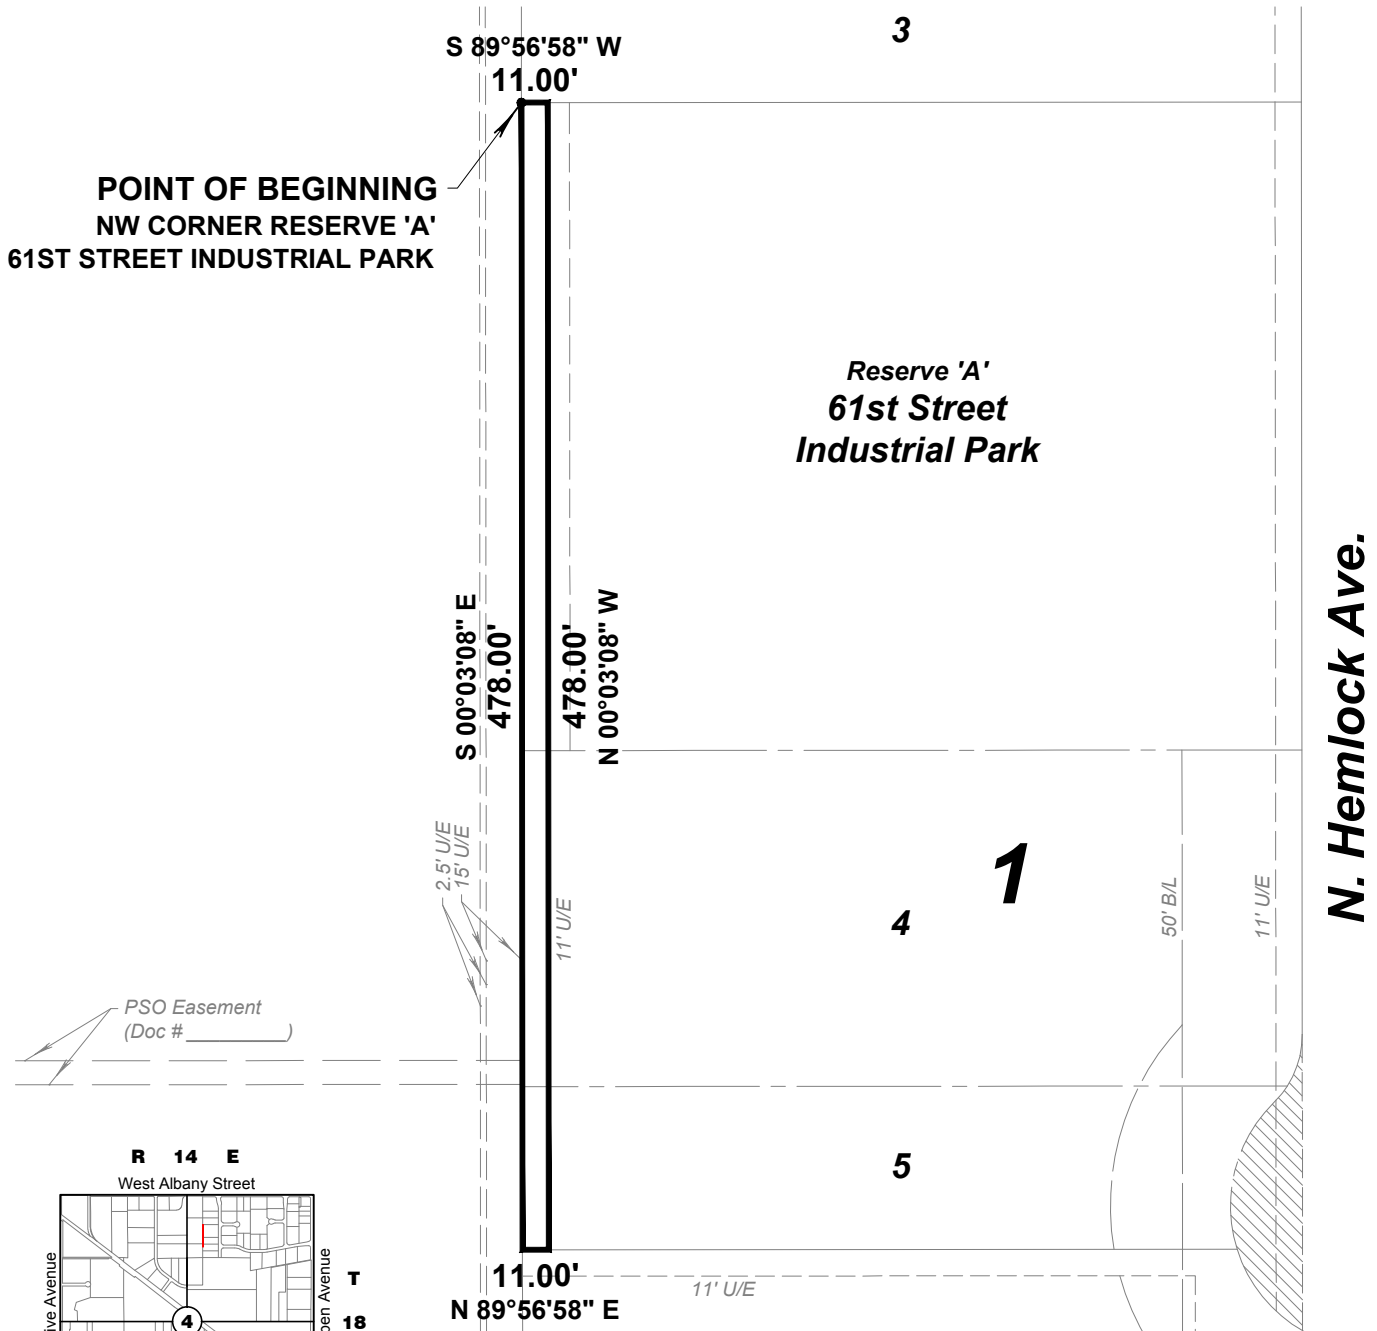 3
S 89°56'58" W
11.00'
POINT OF BEGINNING
NW CORNER RESERVE 'A'
61ST STREET INDUSTRIAL PARK
Reserve 'A'
61st Street
Industrial Park
S 00°03'08" E
478.00'
478.00'
N 00°03'08" W
N. Hemlock Ave.
2.5' U/E
15' U/E
11' U/E
1
4
50' B/L
11' U/E
PSO Easement
(Doc # __________)
5
R 14 E
West Albany Street
Avenue
Avenue
T
18
4
11.00'
N 89°56'58" E
11' U/E